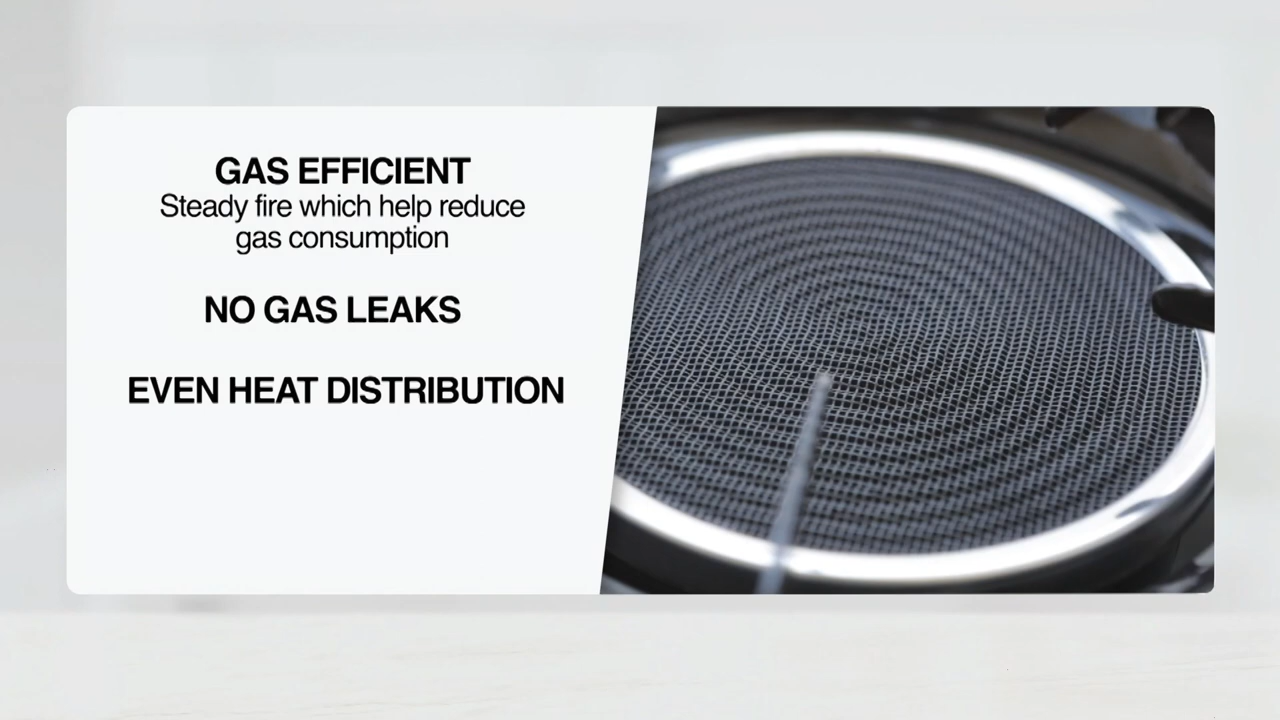 GAS EFFICIENT
Steady fire which help reduce
gas consumption
NO GAS LEAKS
EVEN HEAT DISTRIBUTION